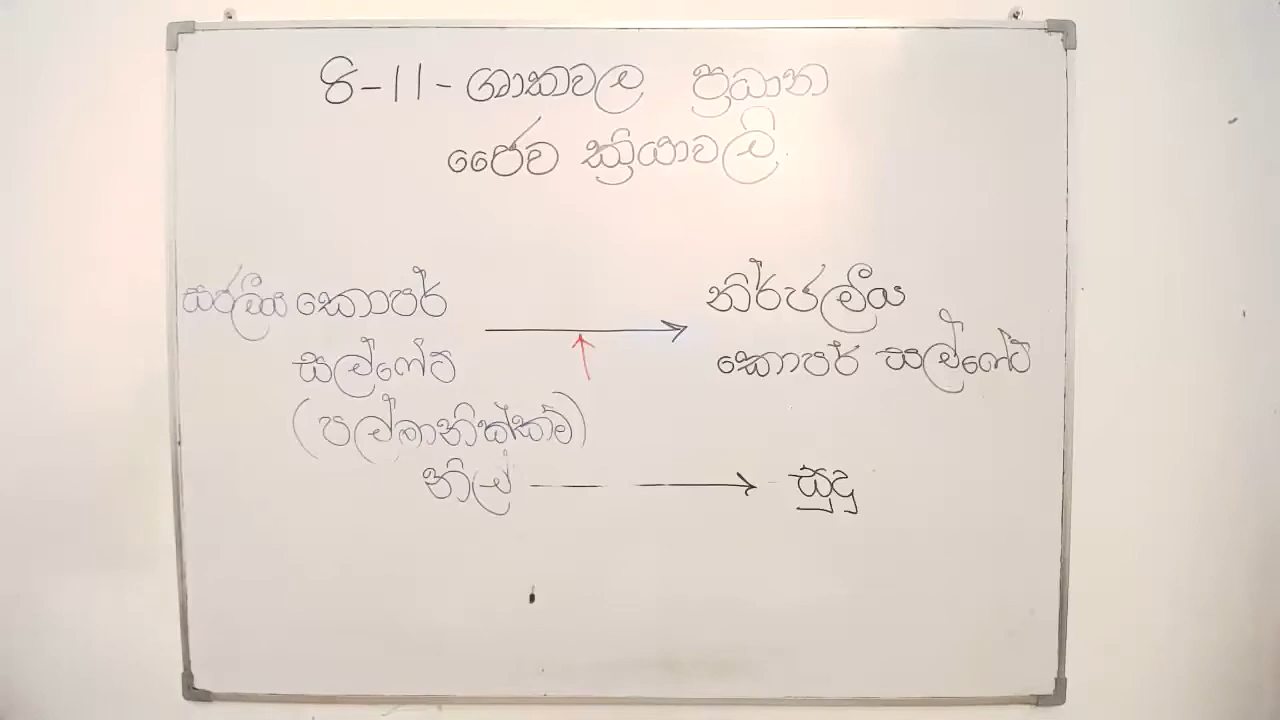 8-11- ශාකවල ප්‍රධාන
ජෛව ක්‍රියාවලි.
සජලීය කොපර් නිර්ජලීය
සල්ෆේට් කොපර් සල්ෆේට්
(පල්මානික්කම්)
නිල් සුදු